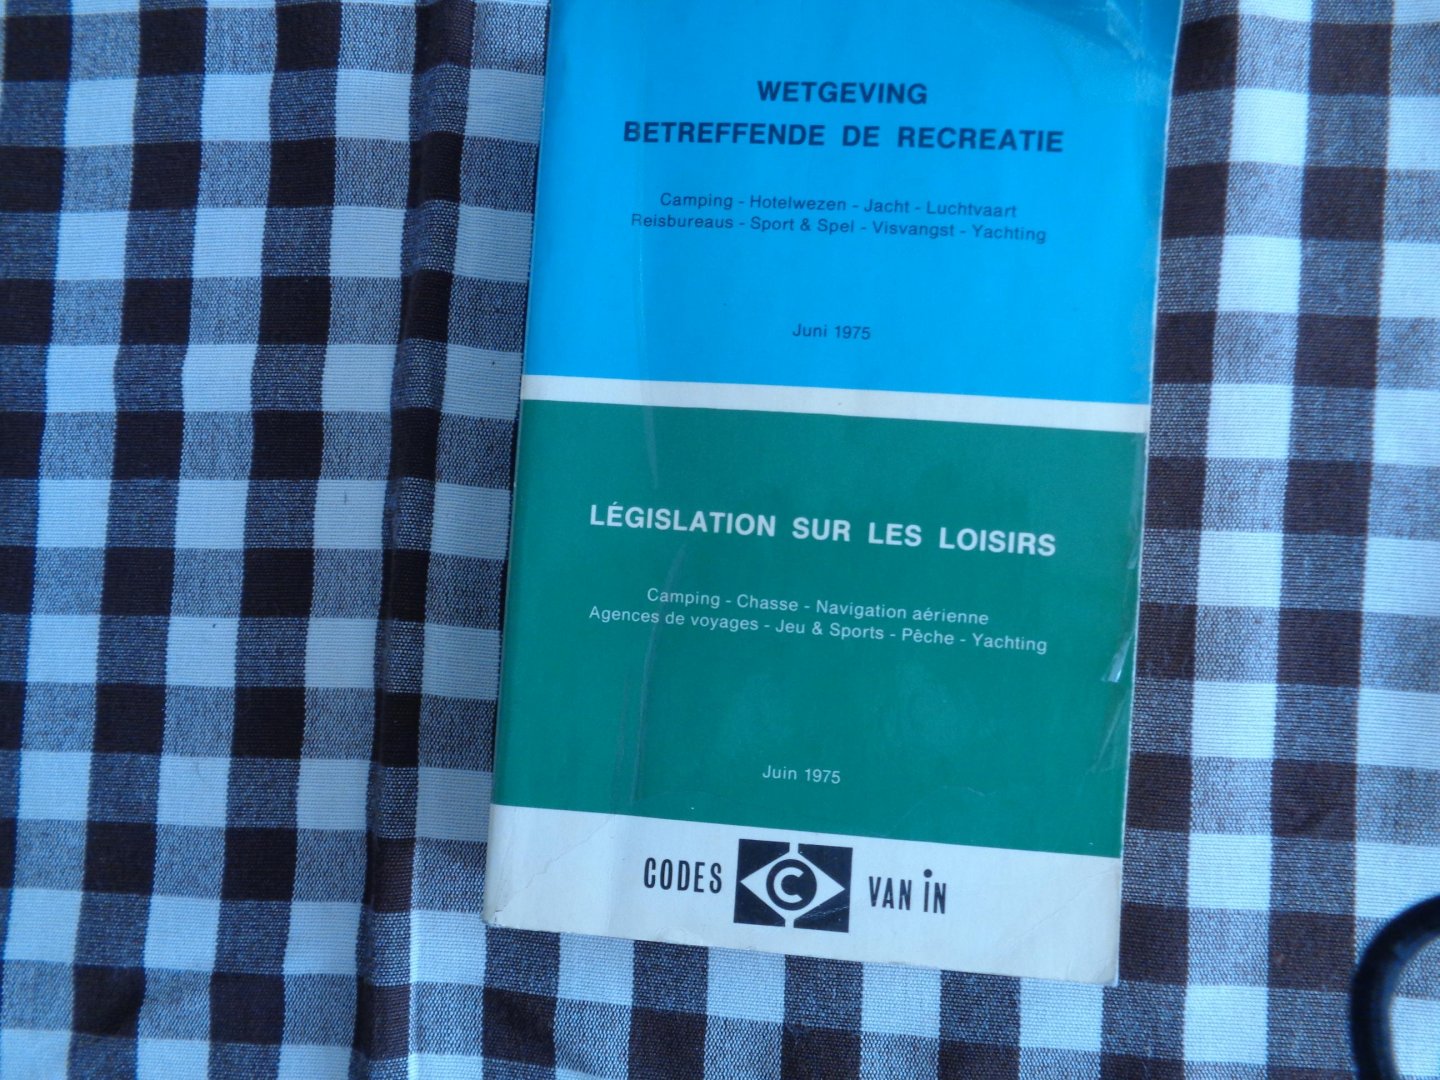 WETGEVING
BETREFFENDE DE RECREATIE
Camping - Hotelwezen - Jacht - Luchtvaart
Reisbureaus - Sport & Spel - Visvangst - Yachting
Juni 1975
LÉGISLATION SUR LES LOISIRS
Camping - Chasse - Navigation aérienne
Agences de voyages - Jeu & Sports - Pêche - Yachting
Juin 1975
CODES C VAN iN